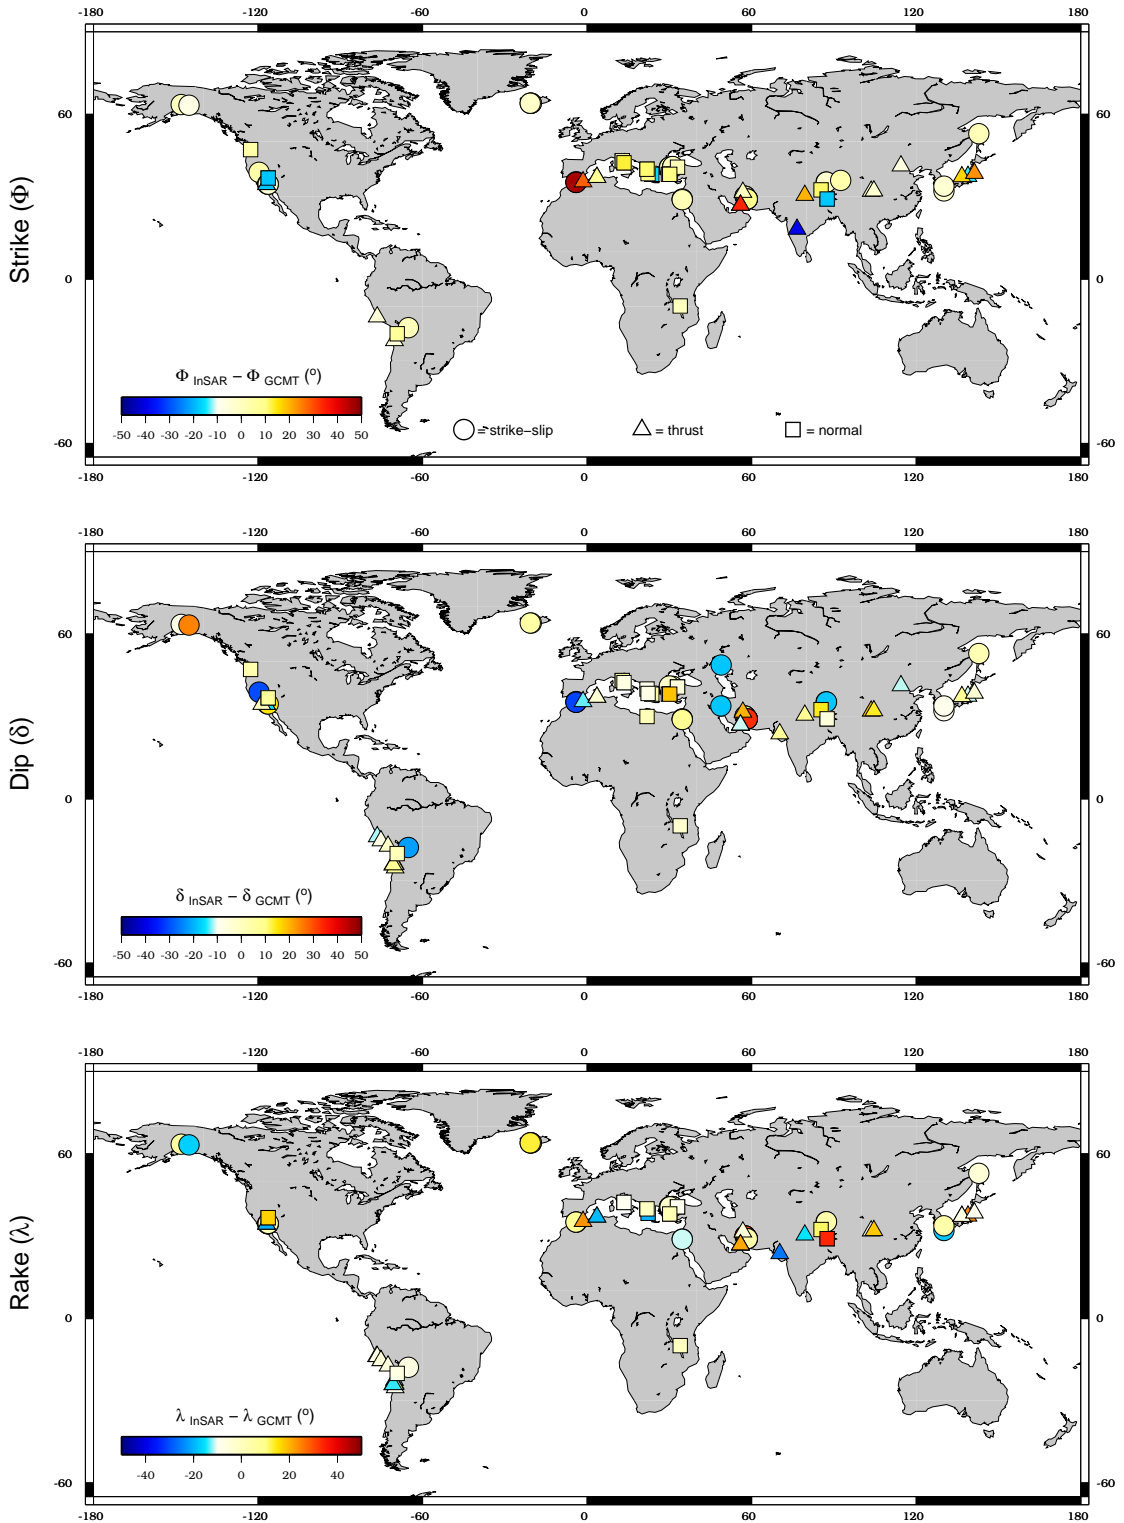 -180 -120 -60 0 60 120 180
60 60
0 0
-60 -60
Strike (Φ)
Φ InSAR − Φ GCMT (°)
-50 -40 -30 -20 -10 0 10 20 30 40 50
= strike−slip = thrust = normal
-180 -120 -60 0 60 120 180
-180 -120 -60 0 60 120 180
60 60
0 0
-60 -60
Dip (δ)
δ InSAR − δ GCMT (°)
-50 -40 -30 -20 -10 0 10 20 30 40 50
-180 -120 -60 0 60 120 180
-180 -120 -60 0 60 120 180
60 60
0 0
-60 -60
Rake (λ)
λ InSAR − λ GCMT (°)
-40 -20 0 20 40
-180 -120 -60 0 60 120 180